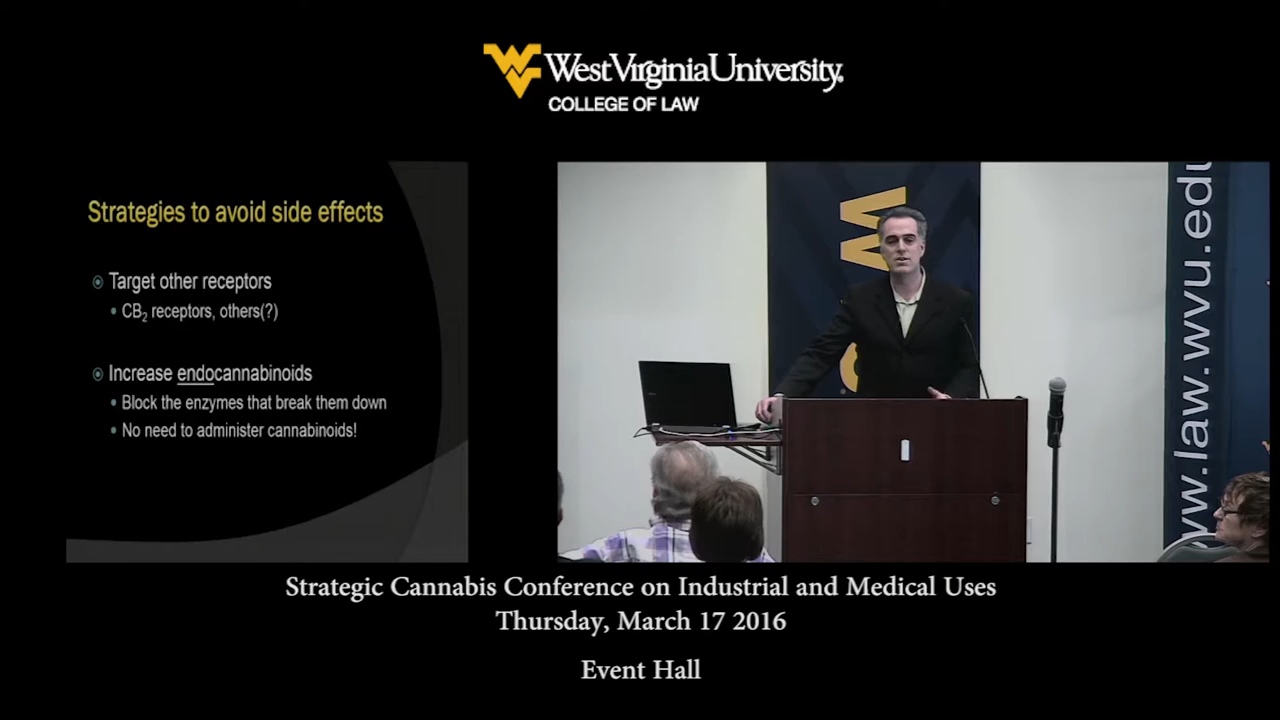 WestVirginiaUniversity®
COLLEGE OF LAW
Strategies to avoid side effects
Target other receptors
CB₂ receptors, others(?)
Increase endocannabinoids
Block the enzymes that break them down
No need to administer cannabinoids!
W
www.law.wvu.edu
Strategic Cannabis Conference on Industrial and Medical Uses
Thursday, March 17 2016
Event Hall